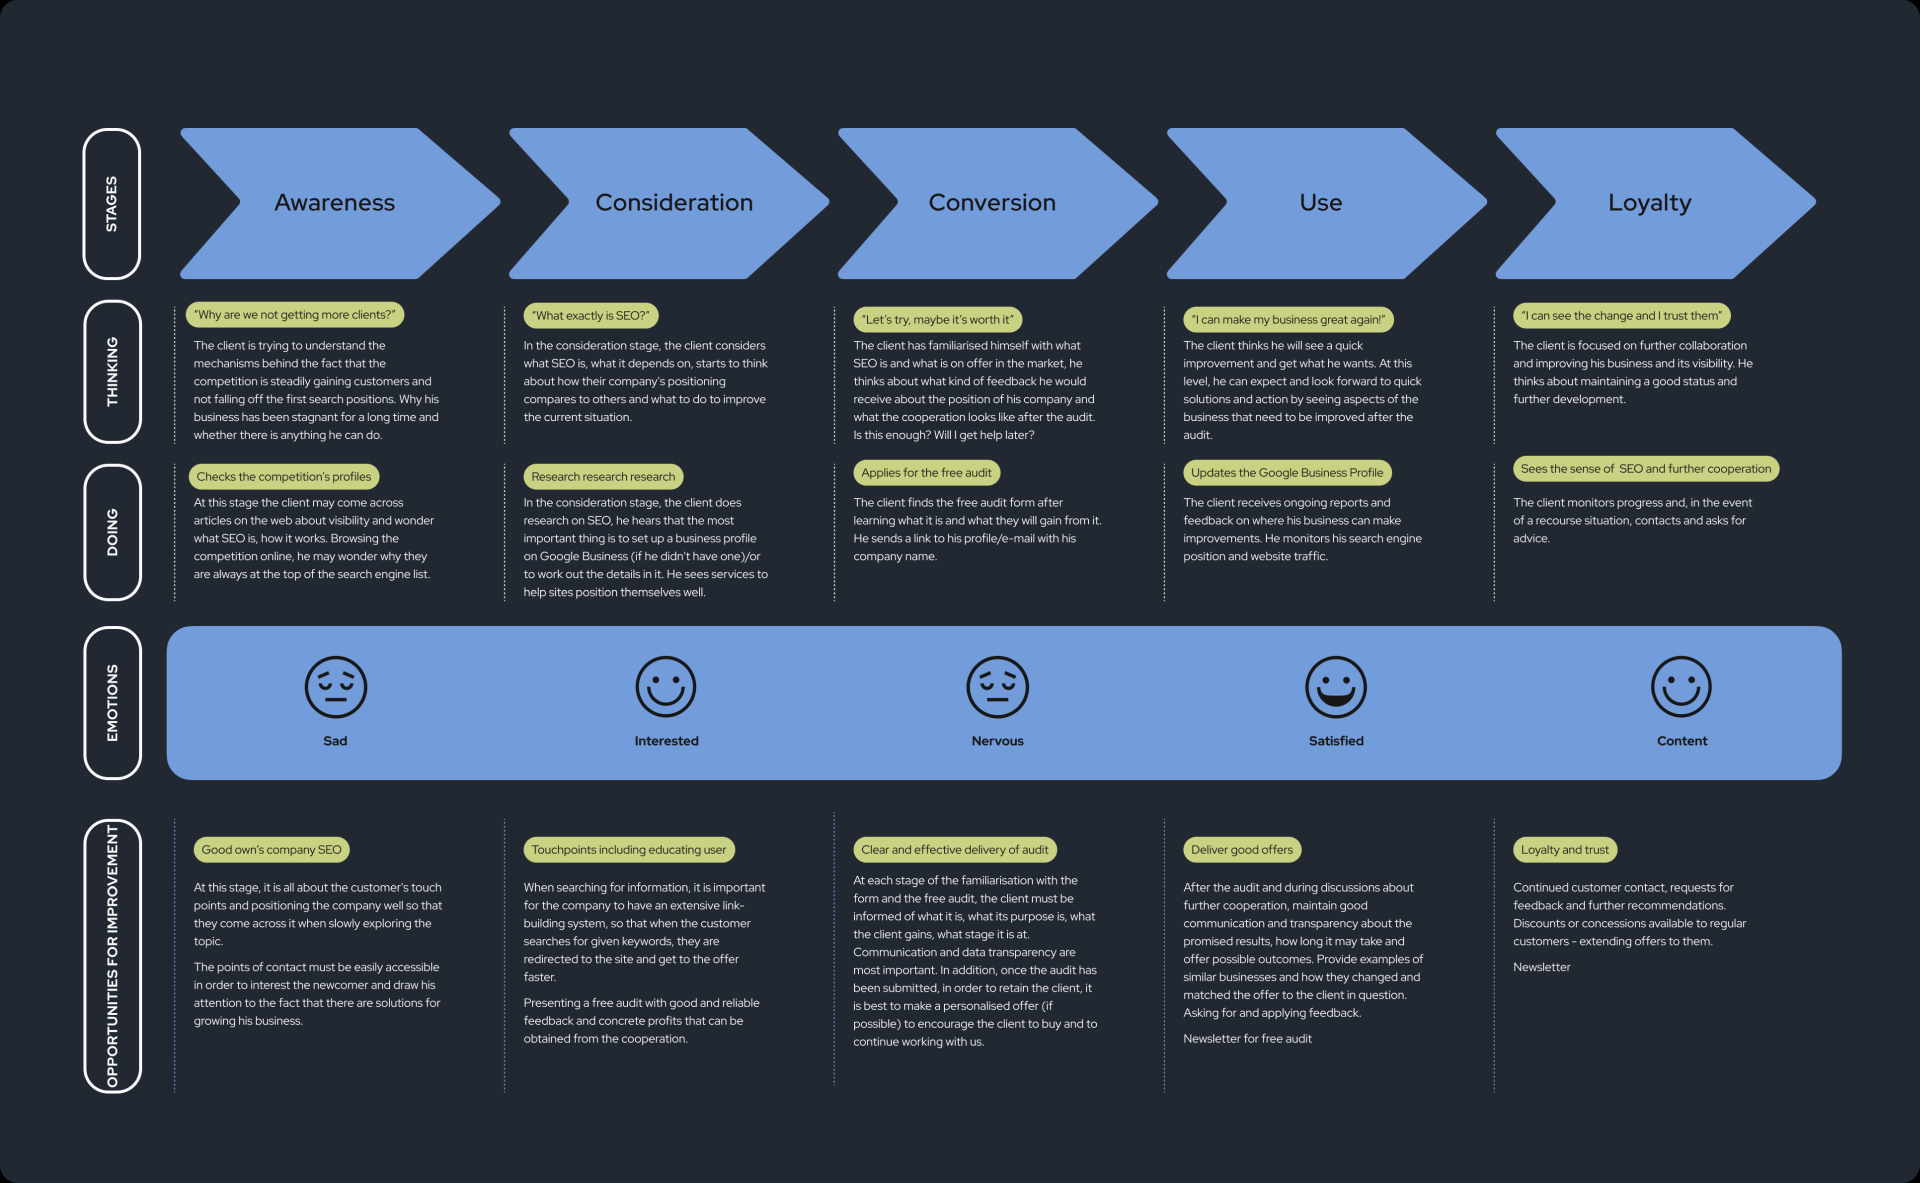 STAGES
Awareness
Consideration
Conversion
Use
Loyalty
THINKING
"Why are we not getting more clients?"
The client is trying to understand the
mechanisms behind the fact that the
competition is steadily gaining customers and
not falling off the first search positions. Why his
business has been stagnant for a long time and
whether there is anything he can do.
"What exactly is SEO?"
In the consideration stage, the client considers
what SEO is, what it depends on, starts to think
about how their company's positioning
compares to others and what to do to improve
the current situation.
"Let's try, maybe it's worth it"
The client has familiarised himself with what
SEO is and what is on offer in the market, he
thinks about what kind of feedback he would
receive about the position of his company and
what the cooperation looks like after the audit.
Is this enough? Will I get help later?
"I can make my business great again!"
The client thinks he will see a quick
improvement and get what he wants. At this
level, he can expect and look forward to quick
solutions and action by seeing aspects of the
business that need to be improved after the
audit.
"I can see the change and I trust them"
The client is focused on further collaboration
and improving his business and its visibility. He
thinks about maintaining a good status and
further development.
DOING
Checks the competition's profiles
At this stage the client may come across
articles on the web about visibility and wonder
what SEO is, how it works. Browsing the
competition online, he may wonder why they
are always at the top of the search engine list.
Research research research
In the consideration stage, the client does
research on SEO, he hears that the most
important thing is to set up a business profile
on Google Business (if he didn't have one)/or
to work out the details in it. He sees services to
help sites position themselves well.
Applies for the free audit
The client finds the free audit form after
learning what it is and what they will gain from it.
He sends a link to his profile/e-mail with his
company name.
Updates the Google Business Profile
The client receives ongoing reports and
feedback on where his business can make
improvements. He monitors his search engine
position and website traffic.
Sees the sense of SEO and further cooperation
The client monitors progress and, in the event
of a recourse situation, contacts and asks for
advice.
EMOTIONS
Sad
Interested
Nervous
Satisfied
Content
OPPORTUNITIES FOR IMPROVEMENT
Good own's company SEO
At this stage, it is all about the customer's touch
points and positioning the company well so that
they come across it when slowly exploring the
topic.
The points of contact must be easily accessible
in order to interest the newcomer and draw his
attention to the fact that there are solutions for
growing his business.
Touchpoints including educating user
When searching for information, it is important
for the company to have an extensive link-
building system, so that when the customer
searches for given keywords, they are
redirected to the site and get to the offer
faster.
Presenting a free audit with good and reliable
feedback and concrete profits that can be
obtained from the cooperation.
Clear and effective delivery of audit
At each stage of the familiarisation with the
form and the free audit, the client must be
informed of what it is, what its purpose is, what
the client gains, what stage it is at.
Communication and data transparency are
most important. In addition, once the audit has
been submitted, in order to retain the client, it
is best to make a personalised offer (if
possible) to encourage the client to buy and to
continue working with us.
Deliver good offers
After the audit and during discussions about
further cooperation, maintain good
communication and transparency about the
promised results, how long it may take and
offer possible outcomes. Provide examples of
similar businesses and how they changed and
matched the offer to the client in question.
Asking for and applying feedback.
Newsletter for free audit
Loyalty and trust
Continued customer contact, requests for
feedback and further recommendations.
Discounts or concessions available to regular
customers - extending offers to them.
Newsletter